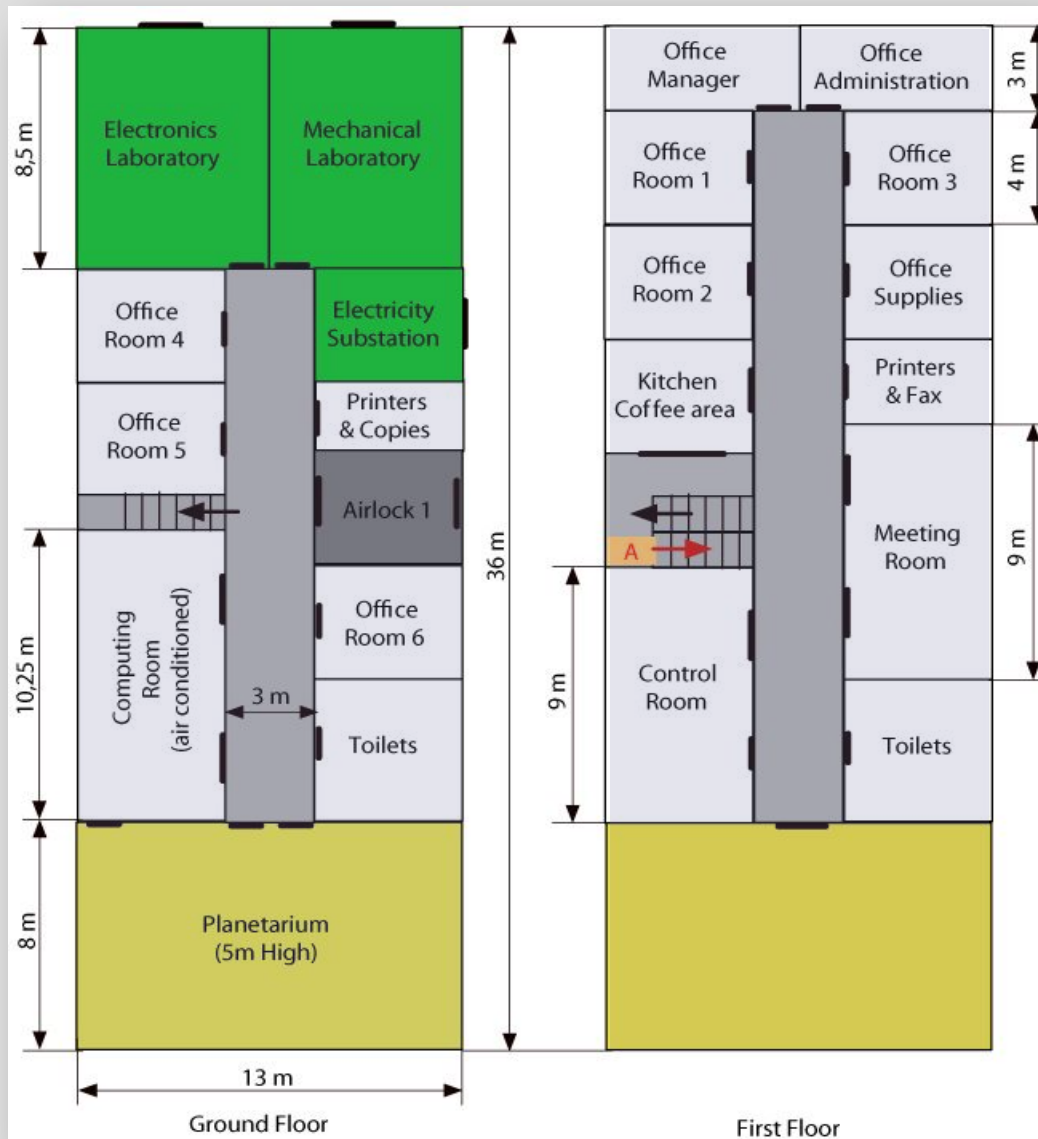 Electronics
Laboratory
Mechanical
Laboratory
8,5 m
Office
Room 4
Electricity
Substation
Office
Room 5
Printers
& Copies
Airlock 1
Computing
Room
(air conditioned)
Office
Room 6
10,25 m
3 m
Toilets
Planetarium
(5m High)
8 m
13 m
Ground Floor
36 m
Office
Manager
Office
Administration
3 m
Office
Room 1
Office
Room 3
4 m
Office
Room 2
Office
Supplies
Kitchen
Coffee area
Printers
& Fax
A
Meeting
Room
9 m
Control
Room
9 m
Toilets
First Floor